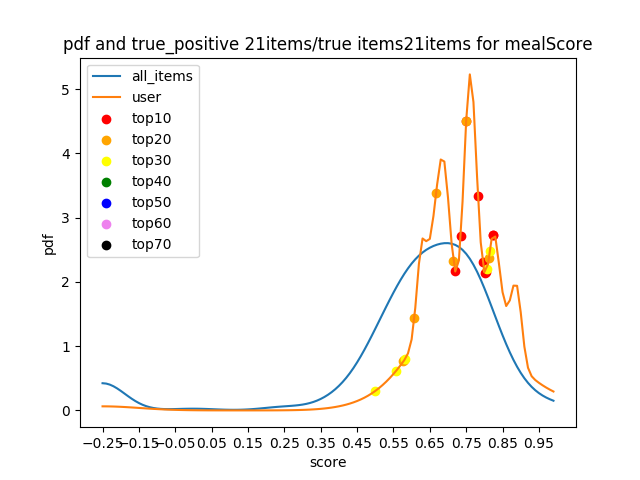 pdf and true_positive 21items/true items21items for mealScore
all_items
user
top10
top20
top30
top40
top50
top60
top70
5
4
3
2
1
0
pdf
−0.25 −0.15 −0.05 0.05 0.15 0.25 0.35 0.45 0.55 0.65 0.75 0.85 0.95
score